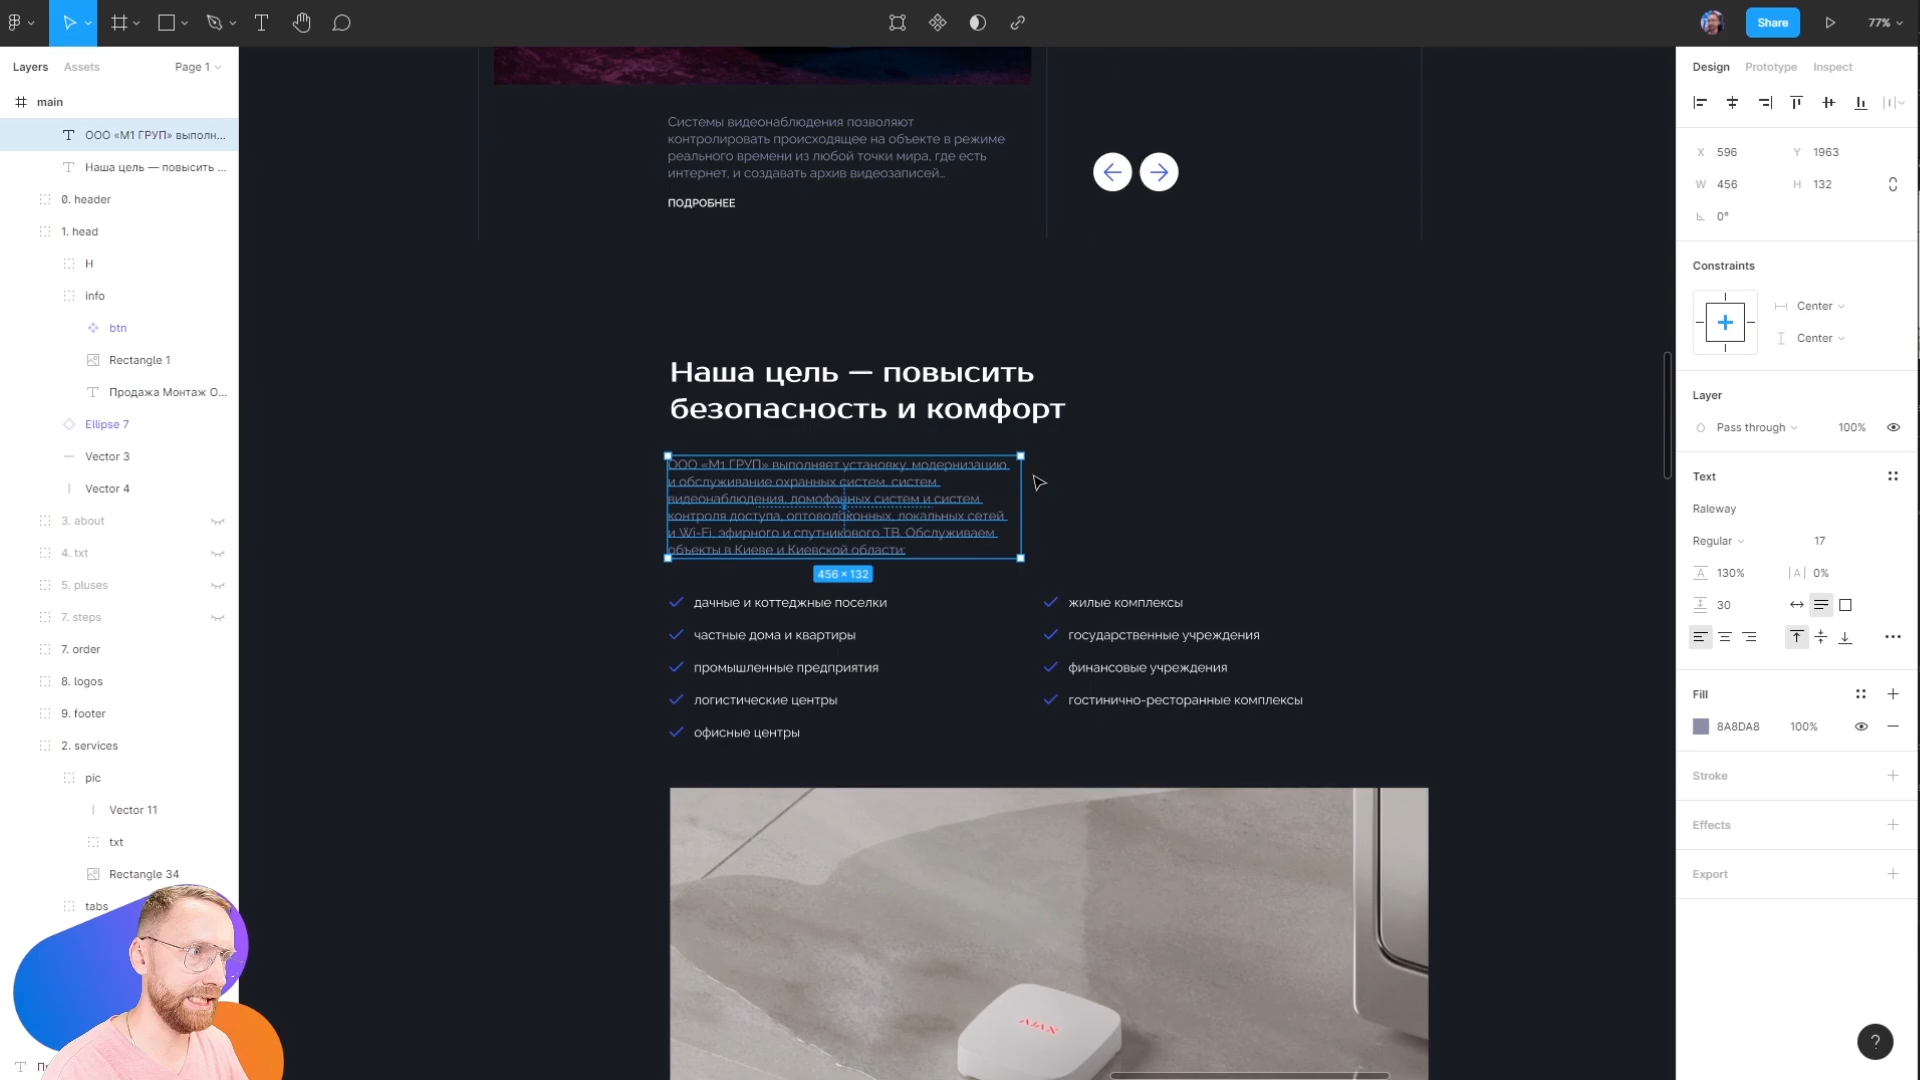 Share
77%
Layers
Assets
Page 1
Design
Prototype
Inspect
main
ООО «М1 ГРУП» выполн...
Наша цель — повысить ...
0. header
1. head
H
info
btn
Rectangle 1
Продажа Монтаж О...
Ellipse 7
Vector 3
Vector 4
3. about
4. txt
5. pluses
7. steps
7. order
8. logos
9. footer
2. services
pic
Vector 11
txt
Rectangle 34
tabs
Системы видеонаблюдения позволяют
контролировать происходящее на объекте в режиме
реального времени из любой точки мира, где есть
интернет, и создавать архив видеозаписей...
ПОДРОБНЕЕ
Наша цель — повысить
безопасность и комфорт
ООО «М1 ГРУП» выполняет установку, модернизацию
и обслуживание охранных систем, систем
видеонаблюдения, домофонных систем и систем
контроля доступа, оптоволоконных, локальных сетей
и Wi-Fi, эфирного и спутникового ТВ. Обслуживаем
объекты в Киеве и Киевской области:
456 × 132
дачные и коттеджные поселки
частные дома и квартиры
промышленные предприятия
логистические центры
офисные центры
жилые комплексы
государственные учреждения
финансовые учреждения
гостинично-ресторанные комплексы
AJAX
X 596
Y 1963
W 456
H 132
0°
Constraints
Center
Center
Layer
Pass through
100%
Text
Raleway
Regular
17
130%
0%
30
Fill
8A8DA8
100%
Stroke
Effects
Export
?